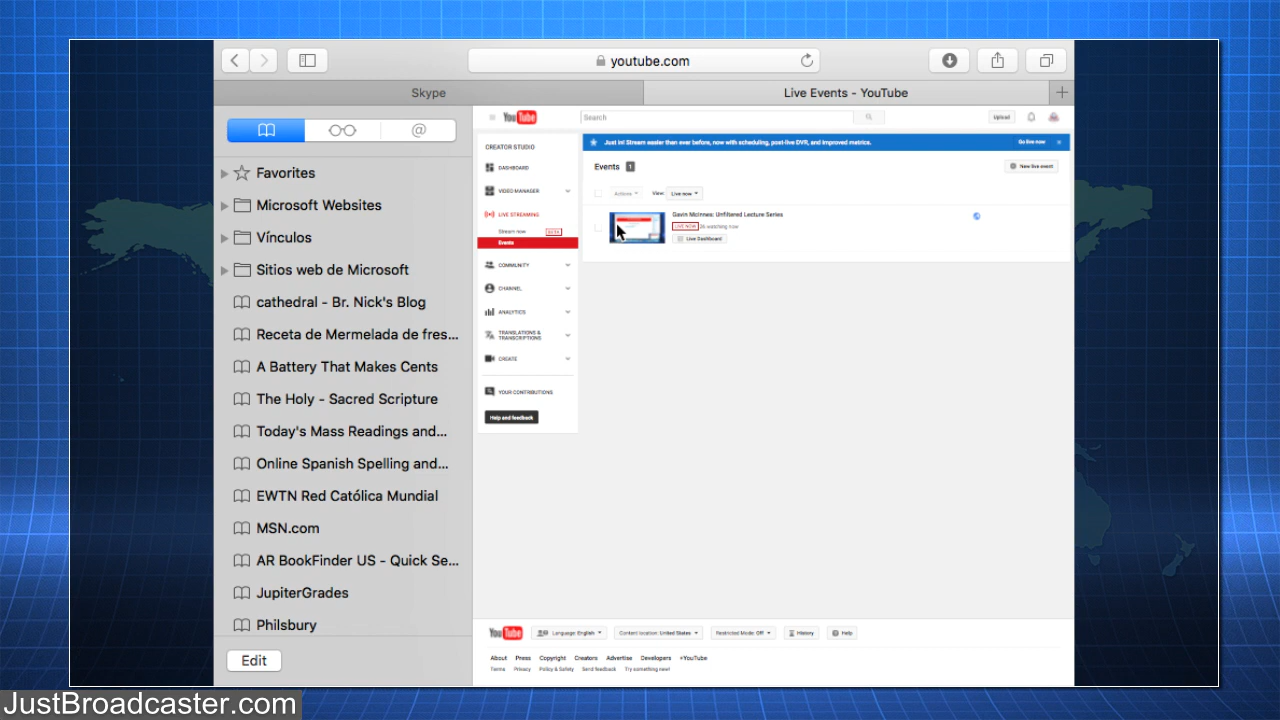 youtube.com
Skype
Live Events - YouTube
@
Favorites
Microsoft Websites
Vínculos
Sitios web de Microsoft
cathedral - Br. Nick's Blog
Receta de Mermelada de fres...
A Battery That Makes Cents
The Holy - Sacred Scripture
Today's Mass Readings and...
Online Spanish Spelling and...
EWTN Red Católica Mundial
MSN.com
AR BookFinder US - Quick Se...
JupiterGrades
Philsbury
Edit
YouTube
Search
Upload
CREATOR STUDIO
DASHBOARD
VIDEO MANAGER
LIVE STREAMING
Stream now BETA
Events
COMMUNITY
CHANNEL
ANALYTICS
TRANSLATIONS &
TRANSCRIPTIONS
CREATE
YOUR CONTRIBUTIONS
Help and feedback
Just in! Stream easier than ever before, now with scheduling, post-live DVR, and improved metrics.
Go live now
Events 1
New live event
Actions
View: Live now
Gavin McInnes: Unfiltered Lecture Series
LIVE NOW 26 watching now
Live Dashboard
YouTube
Language: English
Content location: United States
Restricted Mode: Off
History
Help
About Press Copyright Creators Advertise Developers +YouTube
Terms Privacy Policy & Safety Send feedback Try something new!
JustBroadcaster.com